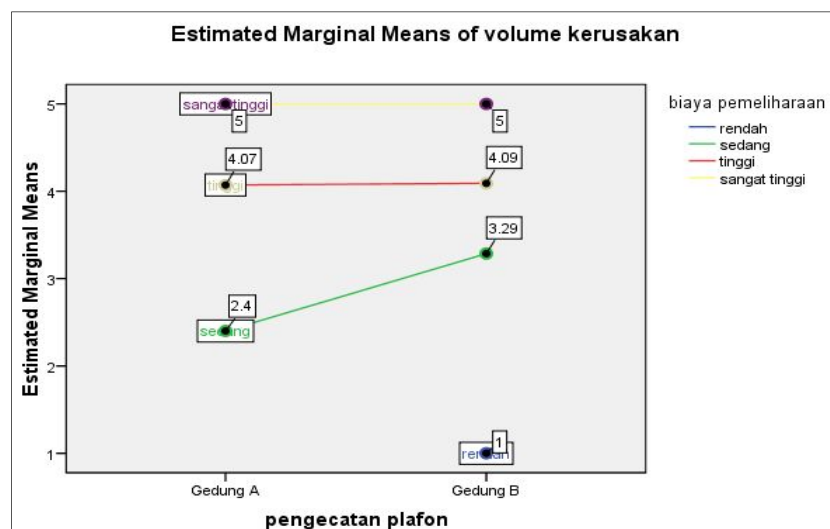 Estimated Marginal Means of volume kerusakan
Estimated Marginal Means
5
4
3
2
1
sangat tinggi
5
5
4.07
tinggi
4.09
3.29
2.4
sedang
1
rendah
Gedung A
Gedung B
pengecatan plafon
biaya pemeliharaan
rendah
sedang
tinggi
sangat tinggi